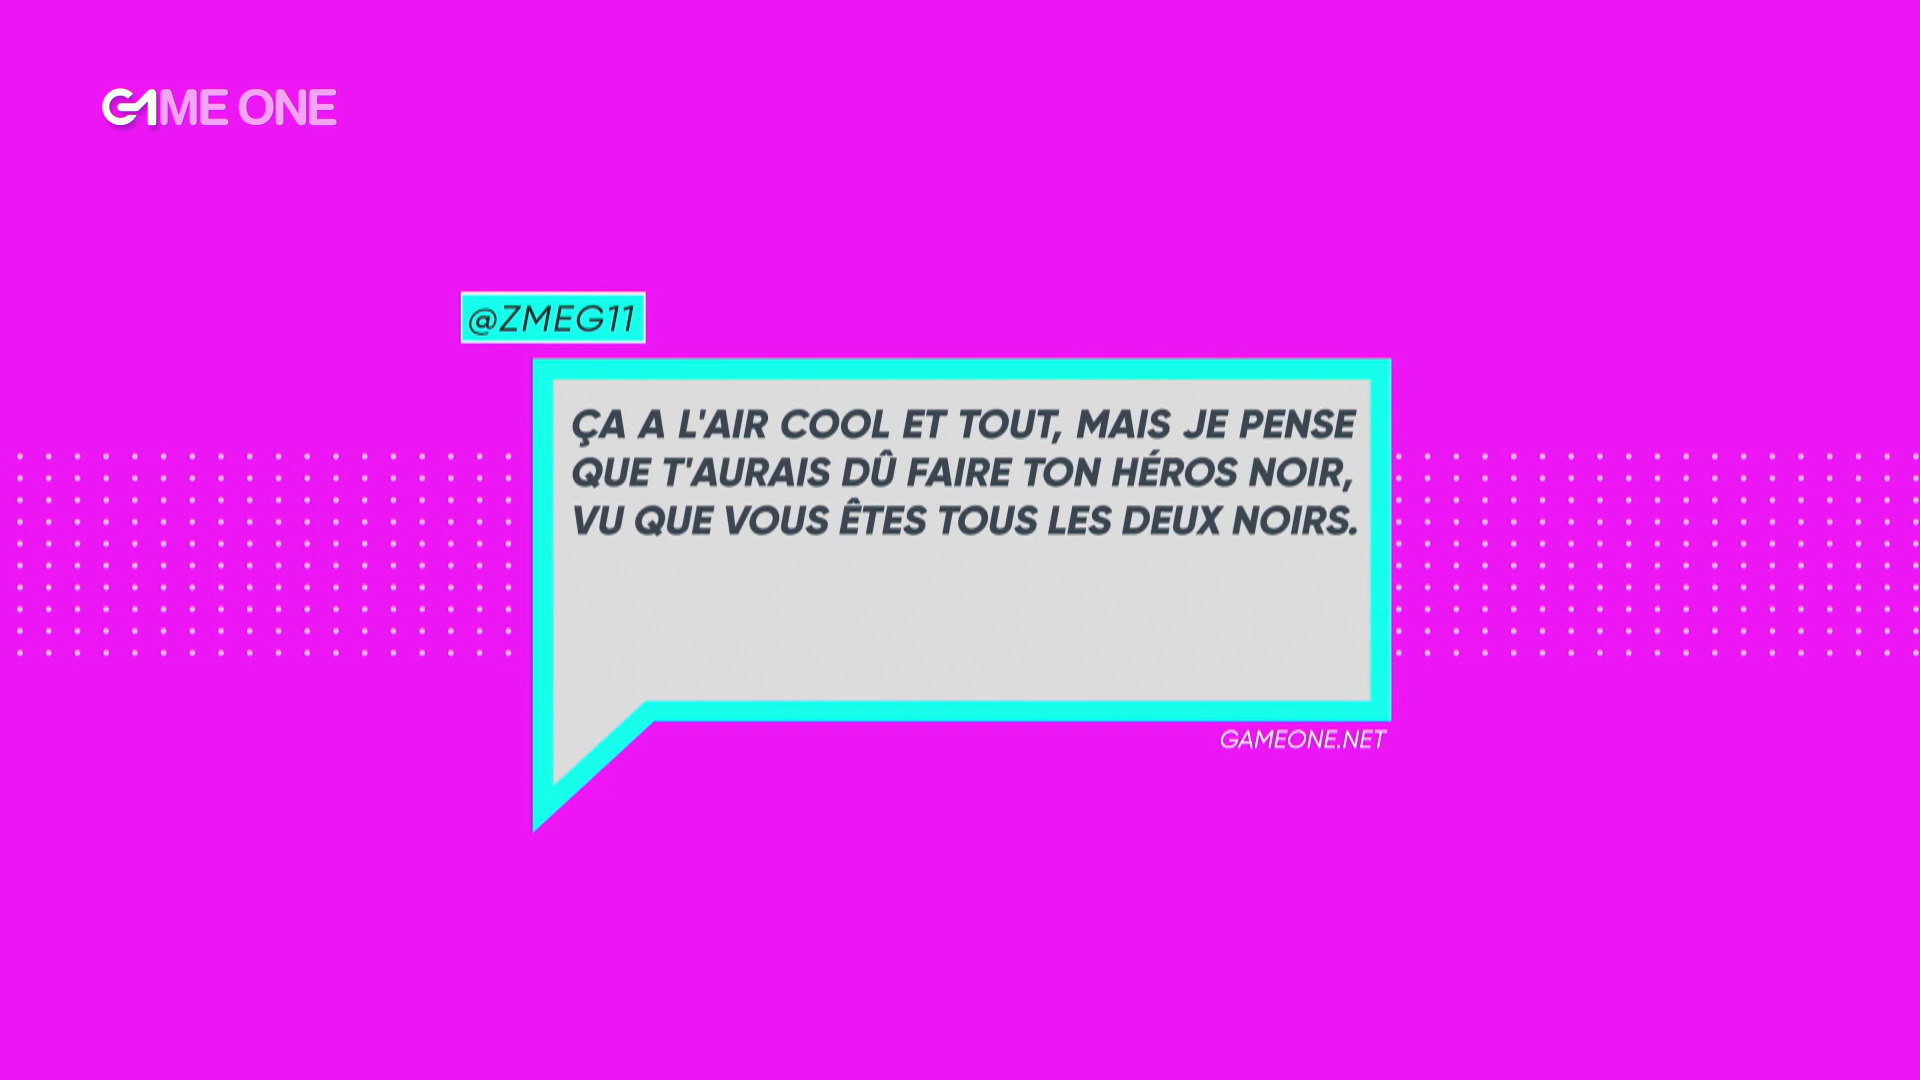 GAME ONE
@ZMEG11
ÇA A L'AIR COOL ET TOUT, MAIS JE PENSE
QUE T'AURAIS DÛ FAIRE TON HÉROS NOIR,
VU QUE VOUS ÊTES TOUS LES DEUX NOIRS.
GAMEONE.NET